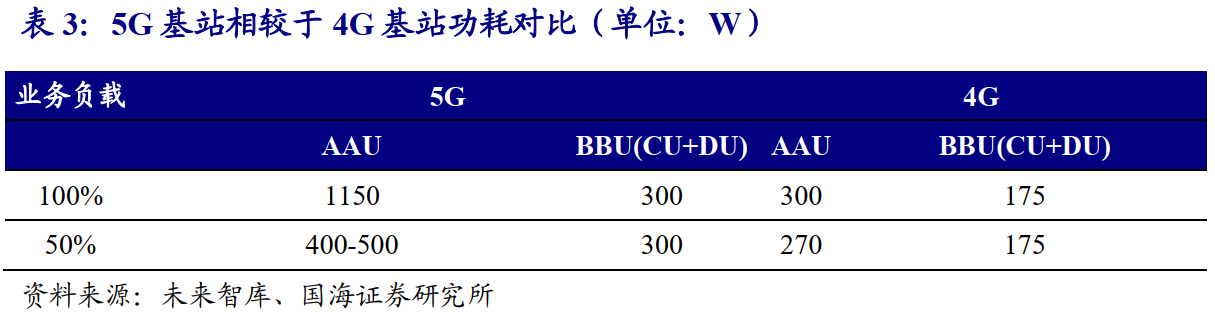 表 3：5G 基站相较于 4G 基站功耗对比（单位：W）
业务负载 5G 4G
AAU BBU(CU+DU) AAU BBU(CU+DU)
100% 1150 300 300 175
50% 400-500 300 270 175
资料来源：未来智库、国海证券研究所